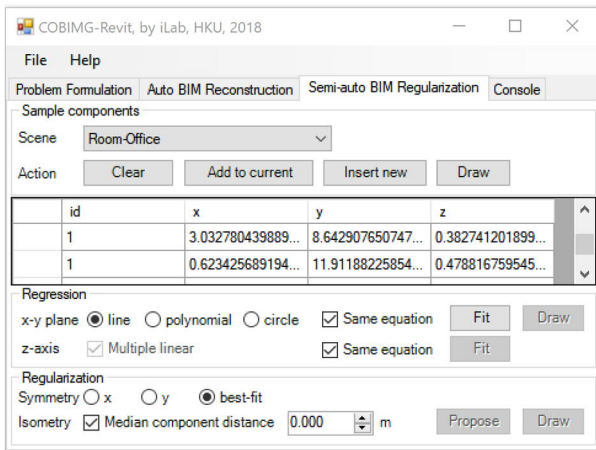 COBIMG-Revit, by iLab, HKU, 2018
File Help
Problem Formulation Auto BIM Reconstruction Semi-auto BIM Regularization Console
Sample components
Scene Room-Office
Action Clear Add to current Insert new Draw
id x y z
1 3.032780439889... 8.642907650747... 0.382741201899...
1 0.623425689194... 11.91188225854... 0.478816759545...
Regression
x-y plane line polynomial circle Same equation Fit Draw
z-axis Multiple linear Same equation Fit
Regularization
Symmetry x y best-fit
Isometry Median component distance 0.000 m Propose Draw